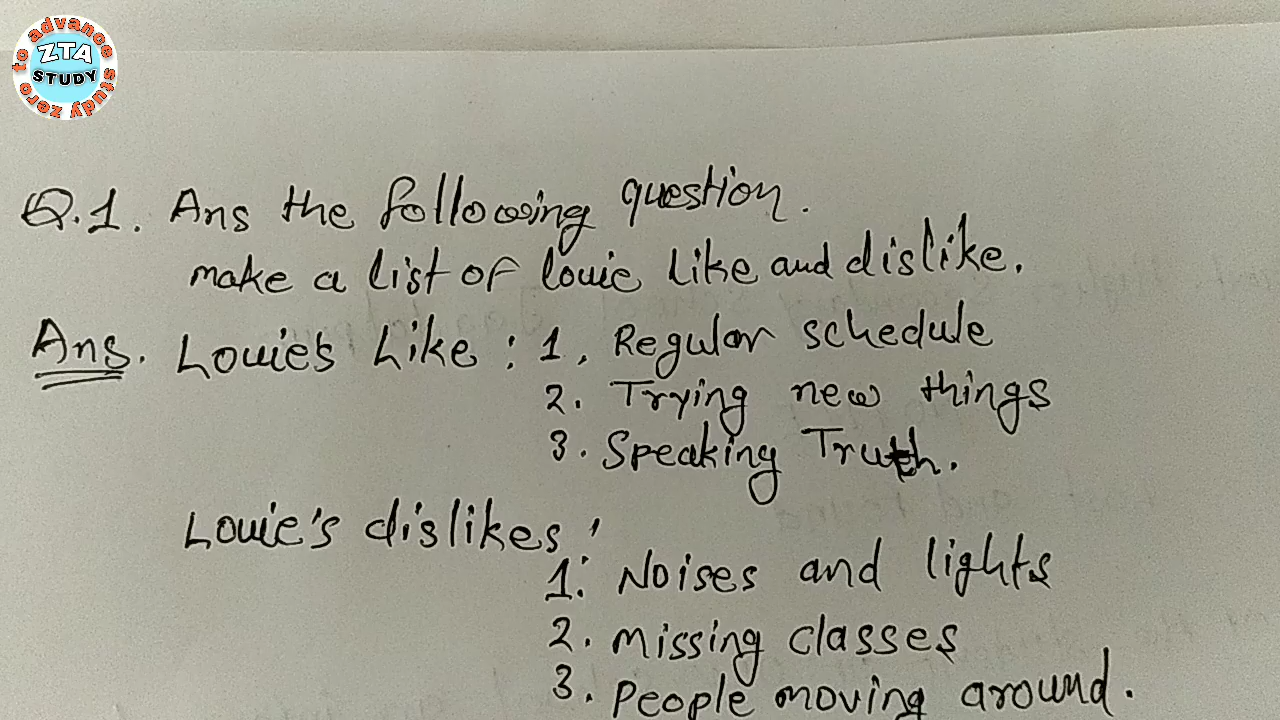 to advance study zero
ZTA
STUDY
Q.1. Ans the following question.
make a list of louie like and dislike.
Ans. Louie's Like : 1. Regular schedule
2. Trying new things
3. Speaking Truth.
Louie's dislikes :
1. Noises and lights
2. missing classes
3. People moving around.